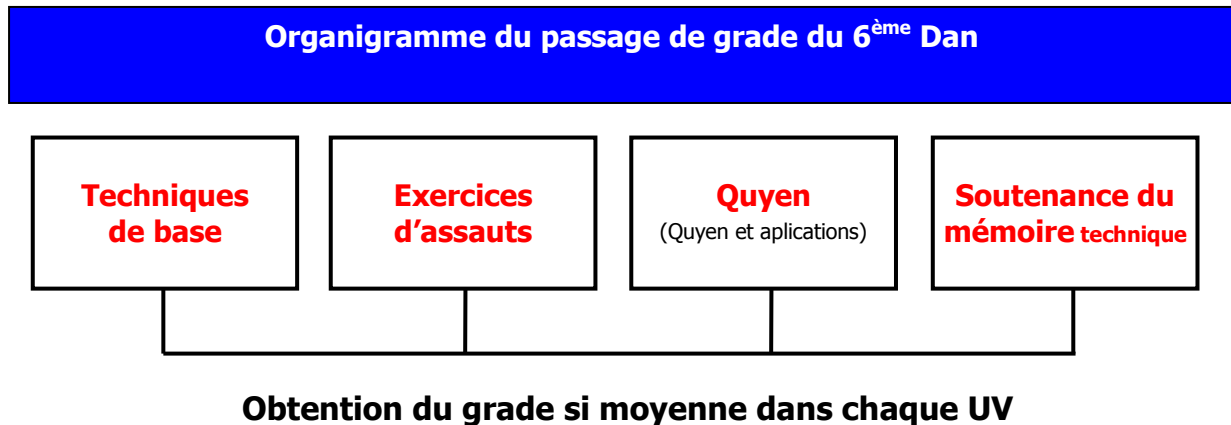 Organigramme du passage de grade du 6ème Dan
Techniques
de base
Exercices
d'assauts
Quyen
(Quyen et aplications)
Soutenance du
mémoire technique
Obtention du grade si moyenne dans chaque UV